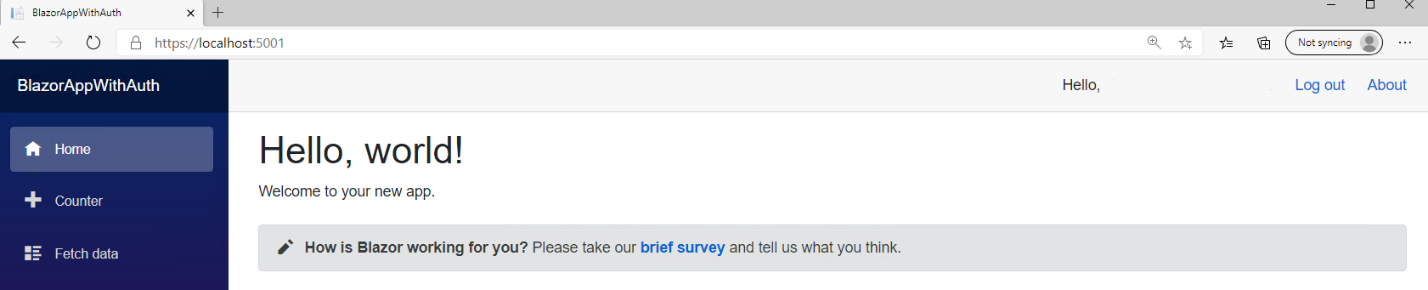 BlazorAppWithAuth
https://localhost:5001
Not syncing
BlazorAppWithAuth
Hello,
Log out
About
Home
Counter
Fetch data
Hello, world!
Welcome to your new app.
How is Blazor working for you? Please take our brief survey and tell us what you think.